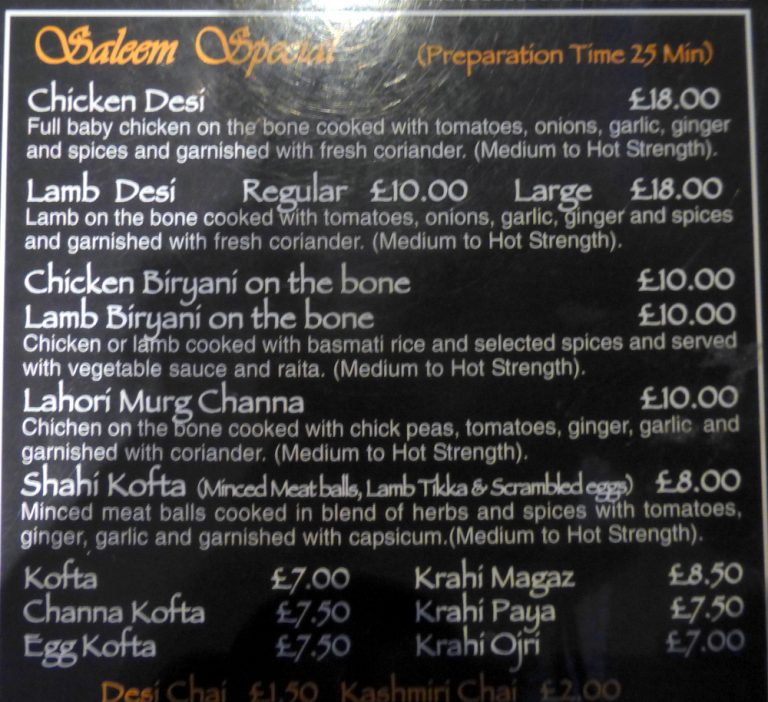 Saleem Special (Preparation Time 25 Min)
Chicken Desi £18.00
Full baby chicken on the bone cooked with tomatoes, onions, garlic, ginger
and spices and garnished with fresh coriander. (Medium to Hot Strength).
Lamb Desi Regular £10.00 Large £18.00
Lamb on the bone cooked with tomatoes, onions, garlic, ginger and spices
and garnished with fresh coriander. (Medium to Hot Strength).
Chicken Biryani on the bone £10.00
Lamb Biryani on the bone £10.00
Chicken or lamb cooked with basmati rice and selected spices and served
with vegetable sauce and raita. (Medium to Hot Strength).
Lahori Murg Channa £10.00
Chichen on the bone cooked with chick peas, tomatoes, ginger, garlic and
garnished with coriander. (Medium to Hot Strength).
Shahi Kofta (Minced Meat balls, Lamb Tikka & Scrambled eggs) £8.00
Minced meat balls cooked in blend of herbs and spices with tomatoes,
ginger, garlic and garnished with capsicum.(Medium to Hot Strength).
Kofta £7.00 Krahi Magaz £8.50
Channa Kofta £7.50 Krahi Paya £7.50
Egg Kofta £7.50 Krahi Ojri £7.00
Desi Chai £1.50 Kashmiri Chai £2.00